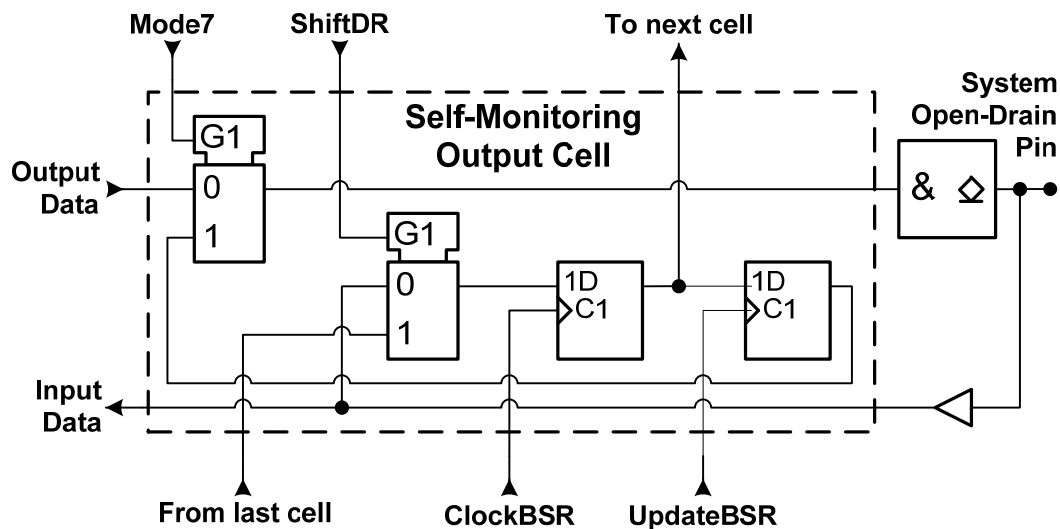 Mode7
ShiftDR
To next cell
System
Open-Drain
Pin
Self-Monitoring
Output Cell
G1
Output
Data
0
1
&
G1
0
1
1D
C1
1D
C1
Input
Data
From last cell
ClockBSR
UpdateBSR